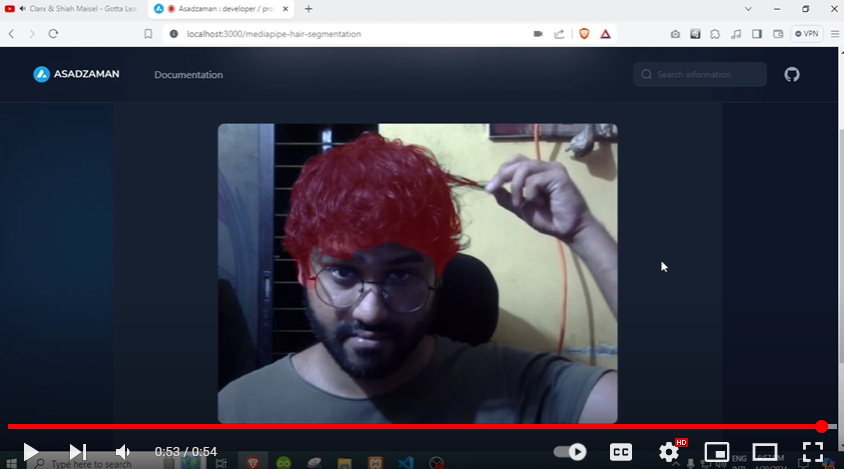 Clarx & Shiah Maisel - Gotta Lea
Asadzaman : developer / pro
localhost:3000/mediapipe-hair-segmentation
VPN
ASADZAMAN
Documentation
Search information
HD
0:53 / 0:54
CC
Type here to search
ENG